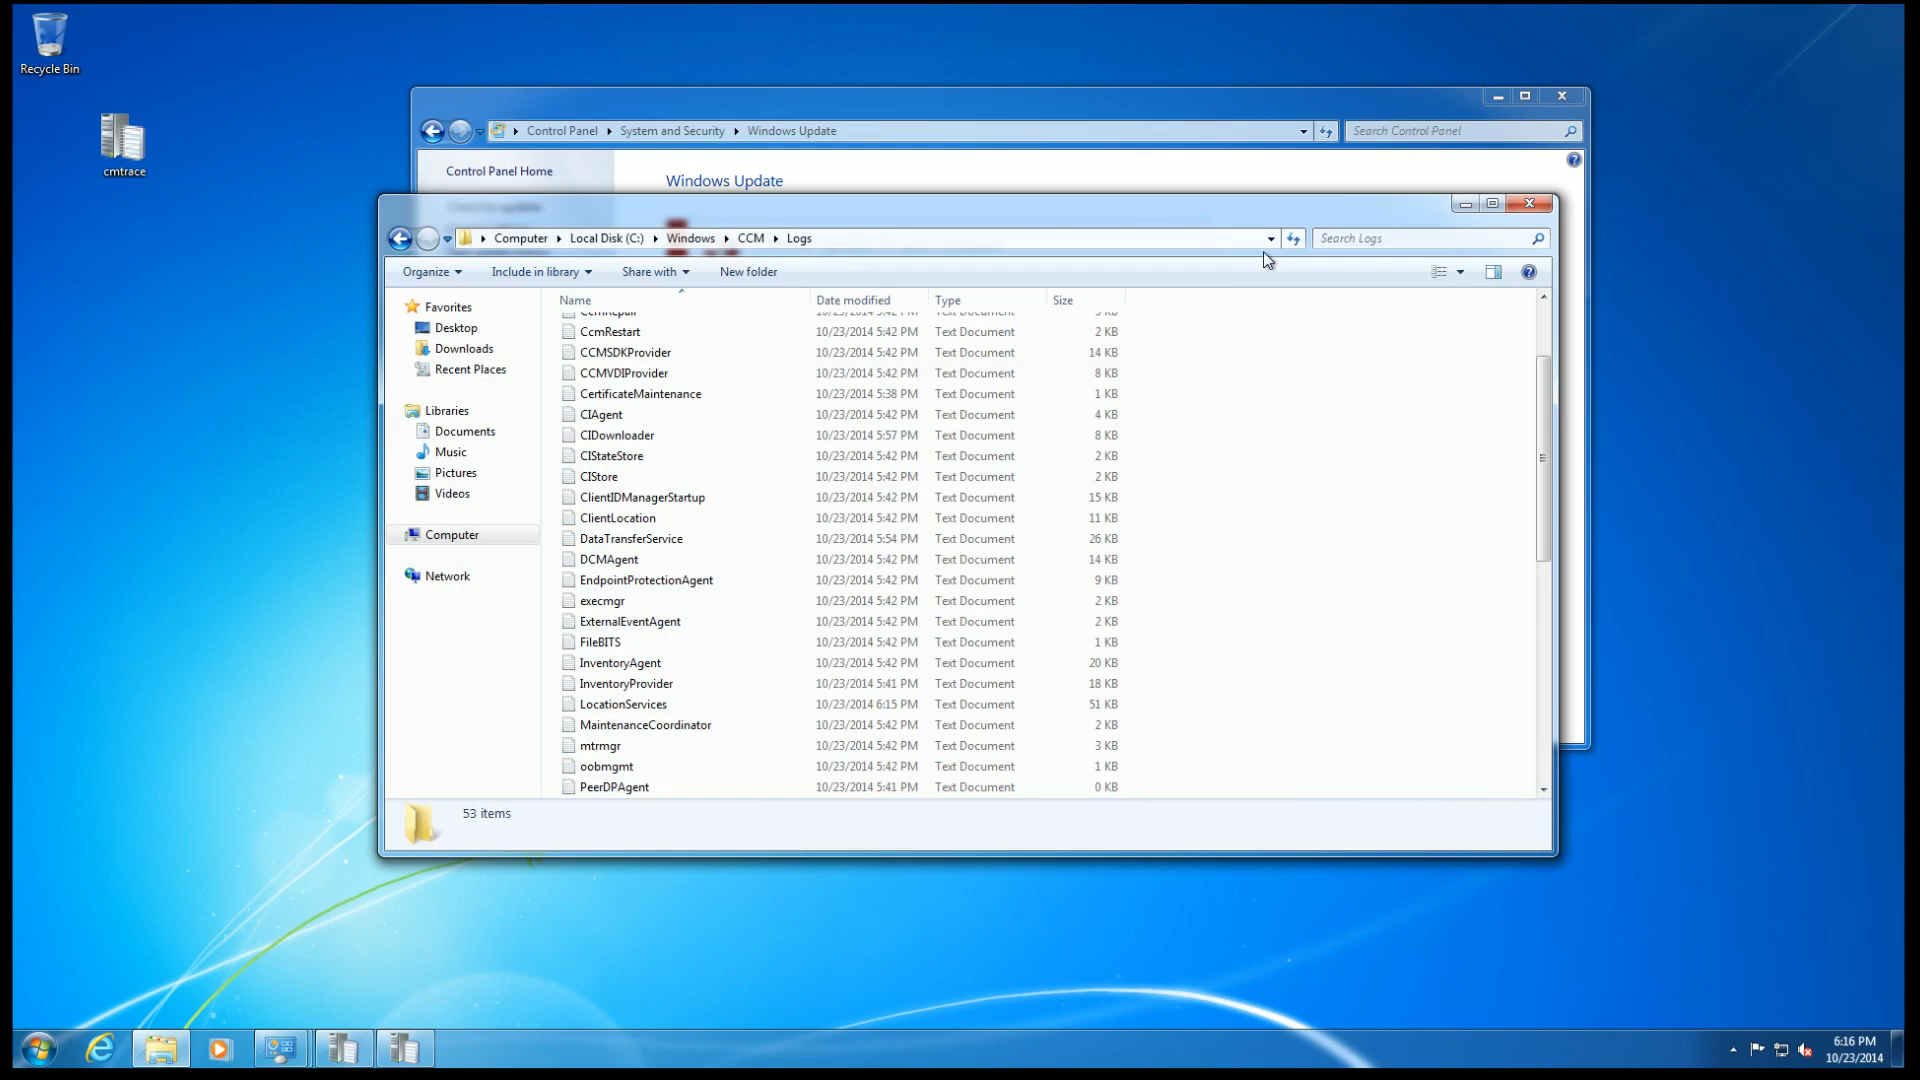 Recycle Bin
cmtrace
Control Panel System and Security Windows Update
Search Control Panel
Control Panel Home
Windows Update
Computer Local Disk (C:) Windows CCM Logs
Search Logs
Organize Include in library Share with New folder
Name Date modified Type Size
CcmRestart 10/23/2014 5:42 PM Text Document 2 KB
CCMSDKProvider 10/23/2014 5:42 PM Text Document 14 KB
CCMVDIProvider 10/23/2014 5:42 PM Text Document 8 KB
CertificateMaintenance 10/23/2014 5:38 PM Text Document 1 KB
CIAgent 10/23/2014 5:42 PM Text Document 4 KB
CIDownloader 10/23/2014 5:57 PM Text Document 8 KB
CIStateStore 10/23/2014 5:42 PM Text Document 2 KB
CIStore 10/23/2014 5:42 PM Text Document 2 KB
ClientIDManagerStartup 10/23/2014 5:42 PM Text Document 15 KB
ClientLocation 10/23/2014 5:42 PM Text Document 11 KB
DataTransferService 10/23/2014 5:54 PM Text Document 26 KB
DCMAgent 10/23/2014 5:42 PM Text Document 14 KB
EndpointProtectionAgent 10/23/2014 5:42 PM Text Document 9 KB
execmgr 10/23/2014 5:42 PM Text Document 2 KB
ExternalEventAgent 10/23/2014 5:42 PM Text Document 2 KB
FileBITS 10/23/2014 5:42 PM Text Document 1 KB
InventoryAgent 10/23/2014 5:42 PM Text Document 20 KB
InventoryProvider 10/23/2014 5:41 PM Text Document 18 KB
LocationServices 10/23/2014 6:15 PM Text Document 51 KB
MaintenanceCoordinator 10/23/2014 5:42 PM Text Document 2 KB
mtrmgr 10/23/2014 5:42 PM Text Document 3 KB
oobmgmt 10/23/2014 5:42 PM Text Document 1 KB
PeerDPAgent 10/23/2014 5:41 PM Text Document 0 KB
Favorites
Desktop
Downloads
Recent Places
Libraries
Documents
Music
Pictures
Videos
Computer
Network
53 items
6:16 PM
10/23/2014